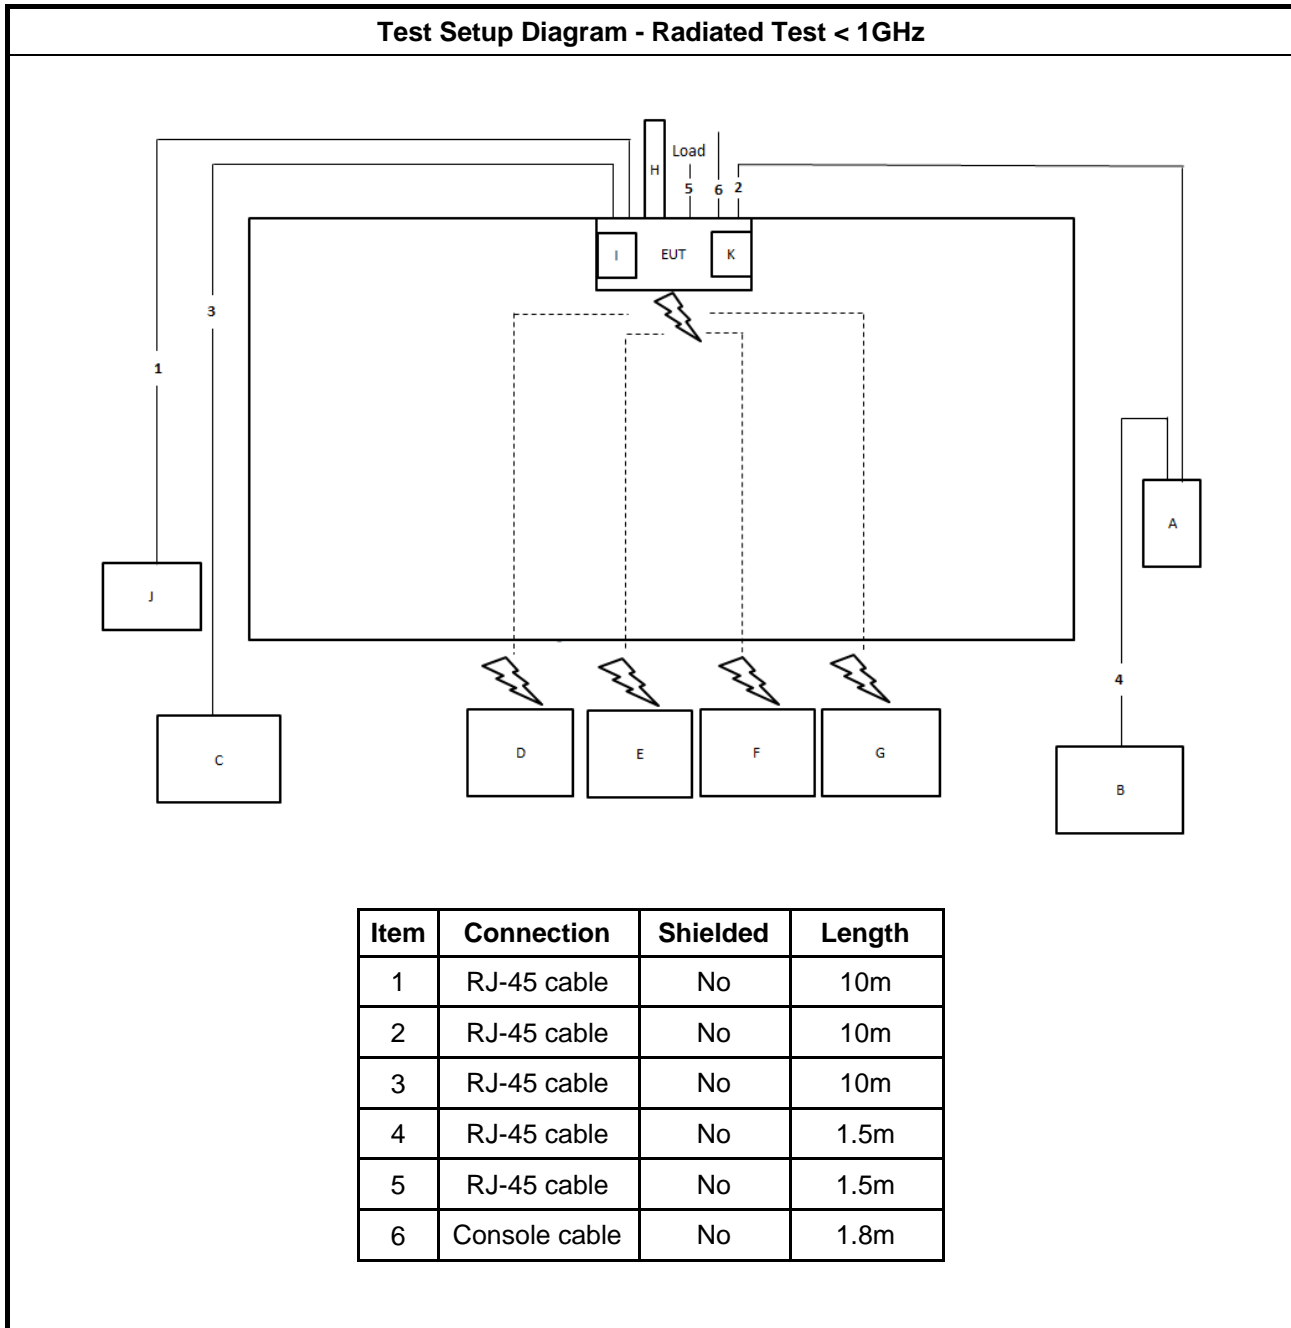 Test Setup Diagram - Radiated Test < 1GHz
H
Load
5
6
2
I
EUT
K
3
1
A
J
4
C
D
E
F
G
B
Item Connection Shielded Length
1 RJ-45 cable No 10m
2 RJ-45 cable No 10m
3 RJ-45 cable No 10m
4 RJ-45 cable No 1.5m
5 RJ-45 cable No 1.5m
6 Console cable No 1.8m